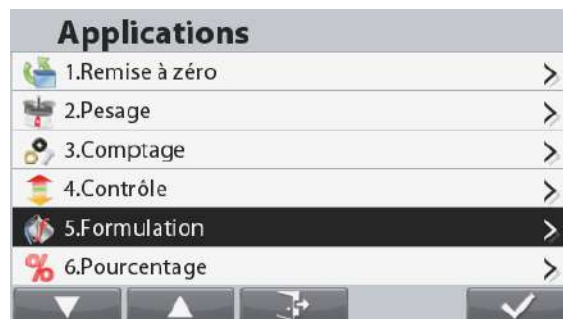 Applications
1.Remise à zéro
2.Pesage
3.Comptage
4.Contrôle
5.Formulation
6.Pourcentage